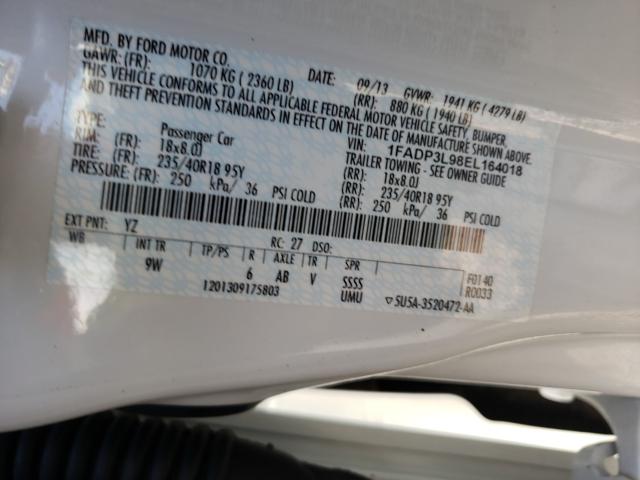 MFD. BY FORD MOTOR CO.
DATE: 09/13 GVWR: 1941 KG ( 4279 LB)
GAWR: (FR): 1070 KG ( 2360 LB) (RR): 880 KG ( 1940 LB)
THIS VEHICLE CONFORMS TO ALL APPLICABLE FEDERAL MOTOR VEHICLE SAFETY, BUMPER,
AND THEFT PREVENTION STANDARDS IN EFFECT ON THE DATE OF MANUFACTURE SHOWN ABOVE.
VIN: 1FADP3L98EL164018
TYPE: Passenger Car TRAILER TOWING - SEE OWNER GUIDE
RIM: (FR): 18x8.0J (RR): 18x8.0J
TIRE: (FR): 235/40R18 95Y (RR): 235/40R18 95Y
PRESSURE: (FR): 250 kPa/ 36 PSI COLD (RR): 250 kPa/ 36 PSI COLD
EXT PNT: YZ RC: 27 DSO:
WB INT TR TP/PS R AXLE TR SPR
9W 6 AB V SSSS
UMU
F0140
R0033
1201309175803
▽5U5A-3520472-AA